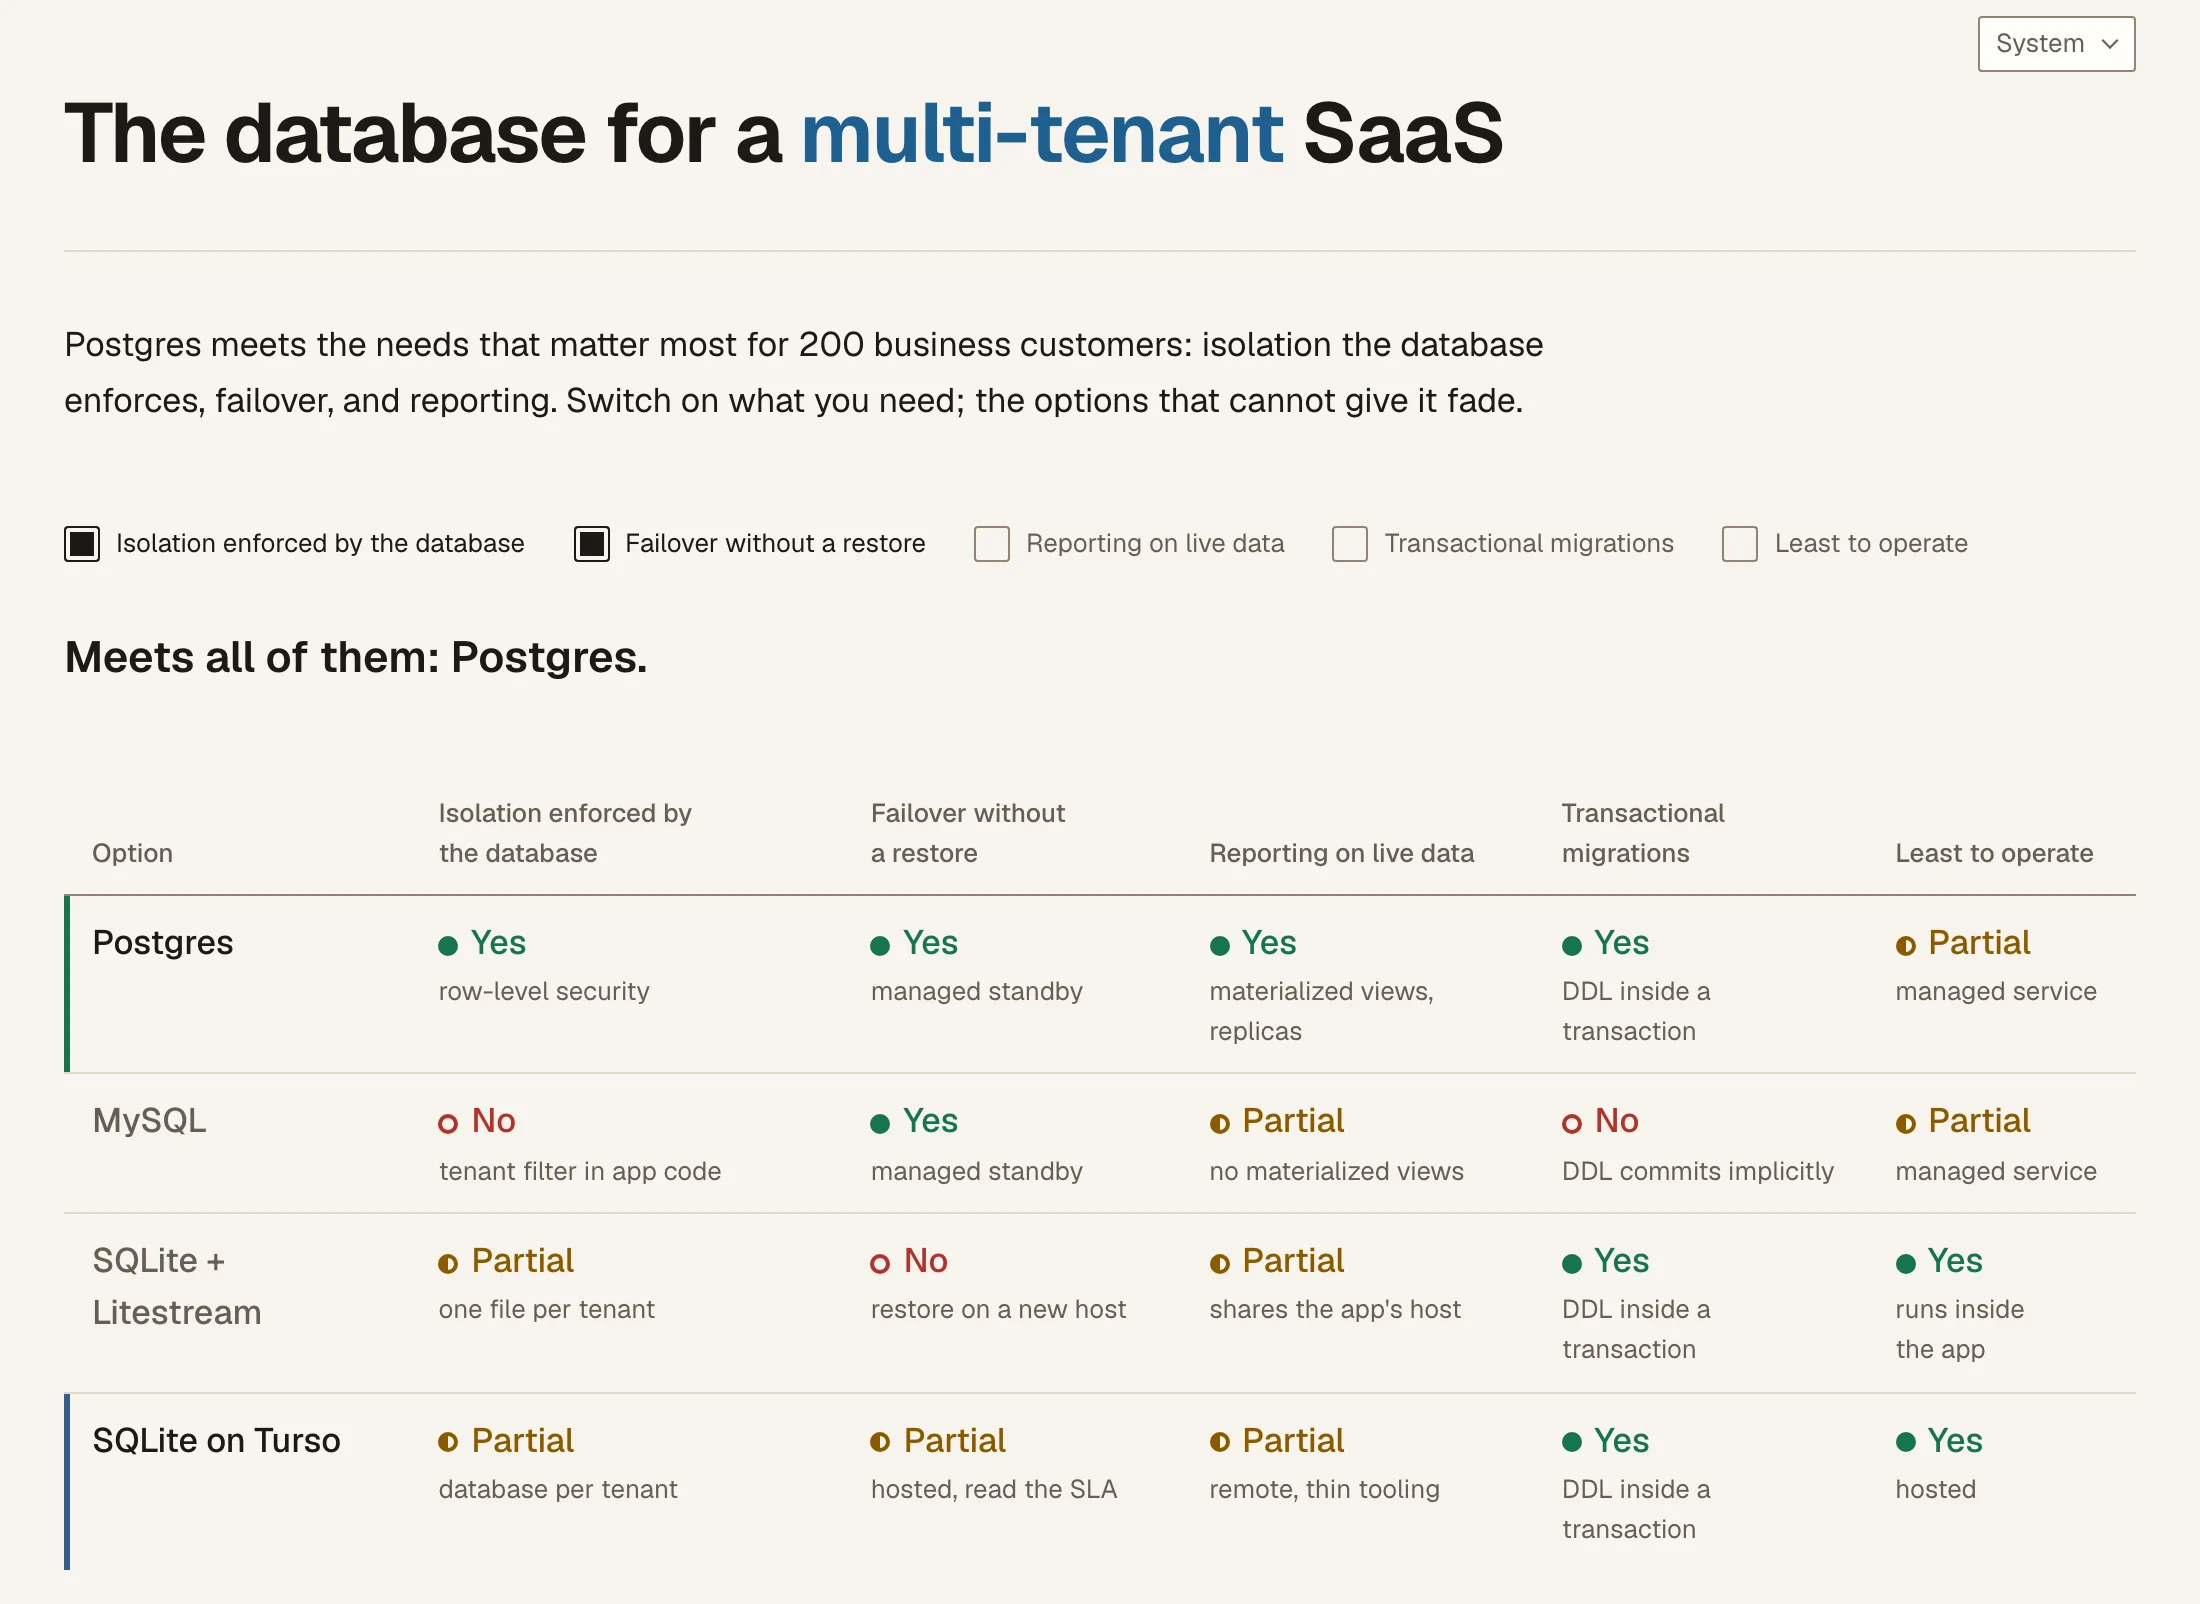 System
The database for a multi-tenant SaaS
Postgres meets the needs that matter most for 200 business customers: isolation the database
enforces, failover, and reporting. Switch on what you need; the options that cannot give it fade.
Isolation enforced by the database
Failover without a restore
Reporting on live data
Transactional migrations
Least to operate
Meets all of them: Postgres.
Option
Isolation enforced by
the database
Failover without
a restore
Reporting on live data
Transactional
migrations
Least to operate
Postgres
Yes
row-level security
Yes
managed standby
Yes
materialized views,
replicas
Yes
DDL inside a
transaction
Partial
managed service
MySQL
No
tenant filter in app code
Yes
managed standby
Partial
no materialized views
No
DDL commits implicitly
Partial
managed service
SQLite +
Litestream
Partial
one file per tenant
No
restore on a new host
Partial
shares the app's host
Yes
DDL inside a
transaction
Yes
runs inside
the app
SQLite on Turso
Partial
database per tenant
Partial
hosted, read the SLA
Partial
remote, thin tooling
Yes
DDL inside a
transaction
Yes
hosted